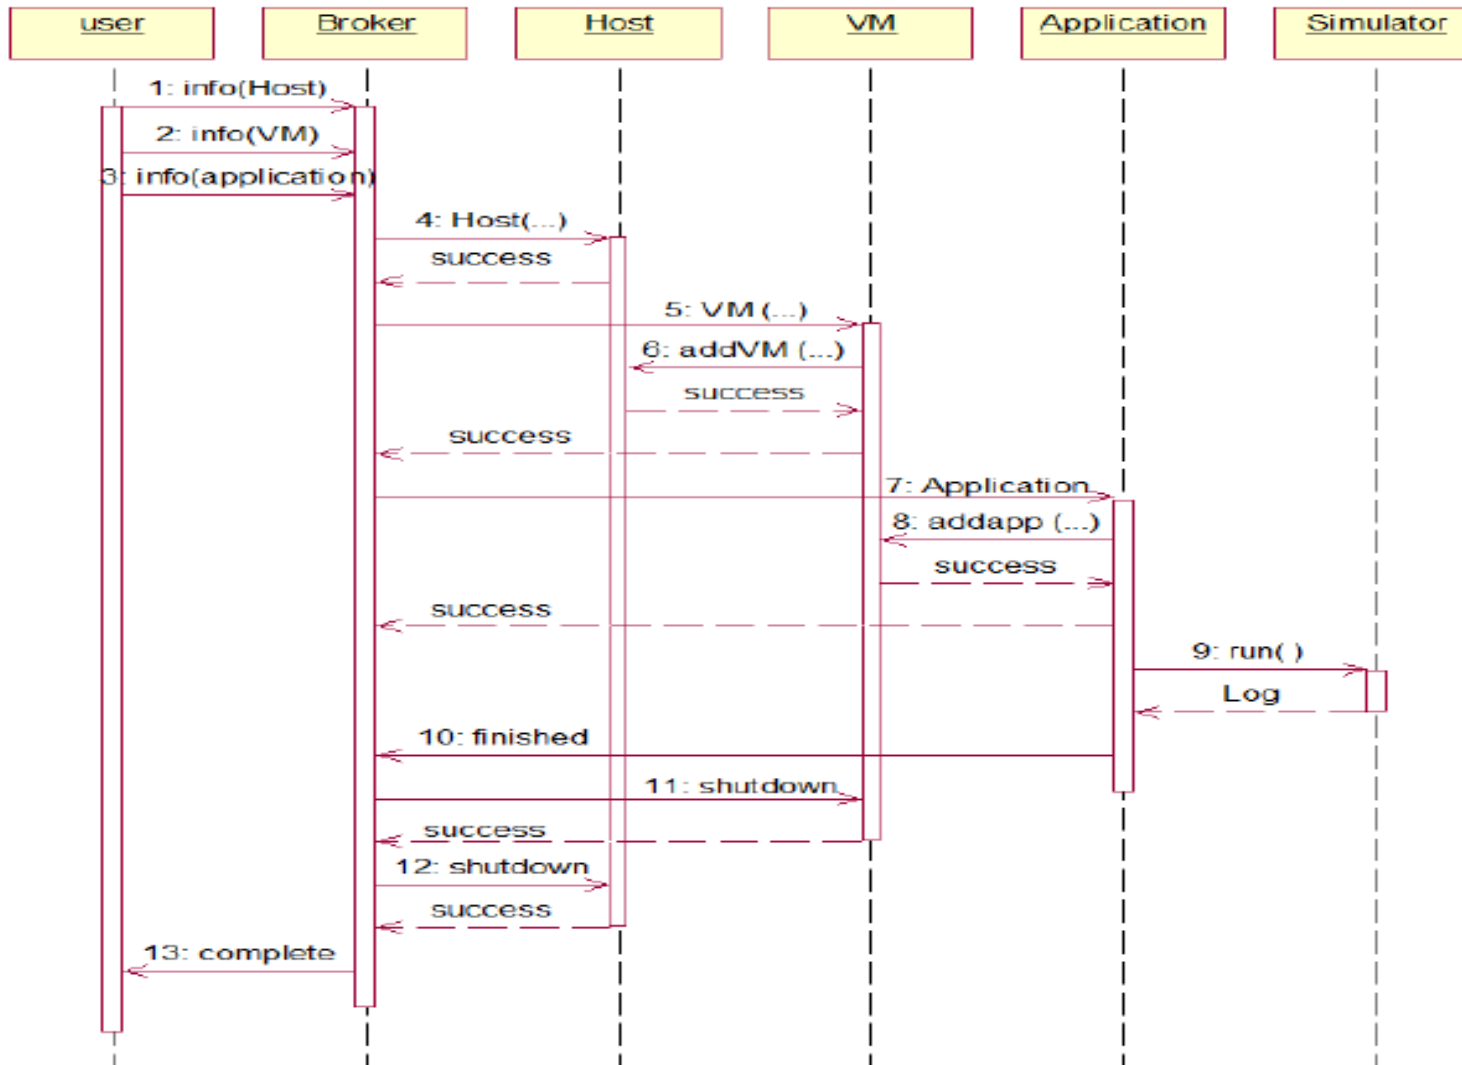 user
Broker
Host
VM
Application
Simulator
1: info(Host)
2: info(VM)
3: info(application)
4: Host(...)
success
5: VM (...)
6: addVM (...)
success
success
7: Application
8: addapp (...)
success
success
9: run( )
Log
10: finished
11: shutdown
success
12: shutdown
success
13: complete